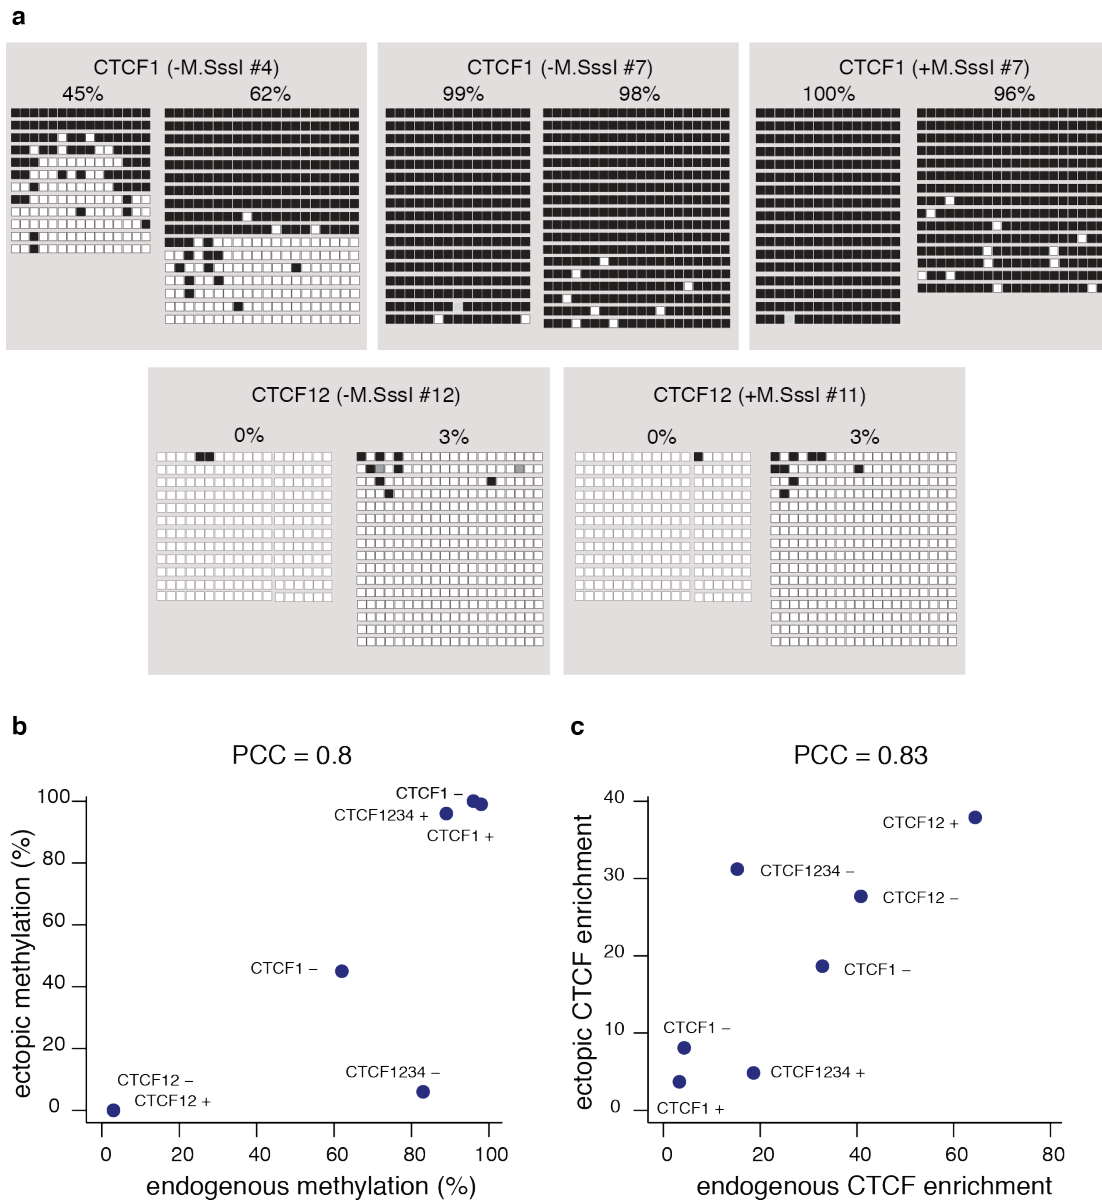 a
CTCF1 (-M.SssI #4)
45% 62%
CTCF1 (-M.SssI #7)
99% 98%
CTCF1 (+M.SssI #7)
100% 96%
CTCF12 (-M.SssI #12)
0% 3%
CTCF12 (+M.SssI #11)
0% 3%
b
PCC = 0.8
ectopic methylation (%)
100
80
60
40
20
0
CTCF1 –
CTCF1234 +
CTCF1 +
CTCF1 –
CTCF1234 –
CTCF12 –
CTCF12 +
0 20 40 60 80 100
endogenous methylation (%)
c
PCC = 0.83
ectopic CTCF enrichment
40
30
20
10
0
CTCF12 +
CTCF1234 –
CTCF12 –
CTCF1 –
CTCF1 –
CTCF1234 +
CTCF1 +
0 20 40 60 80
endogenous CTCF enrichment